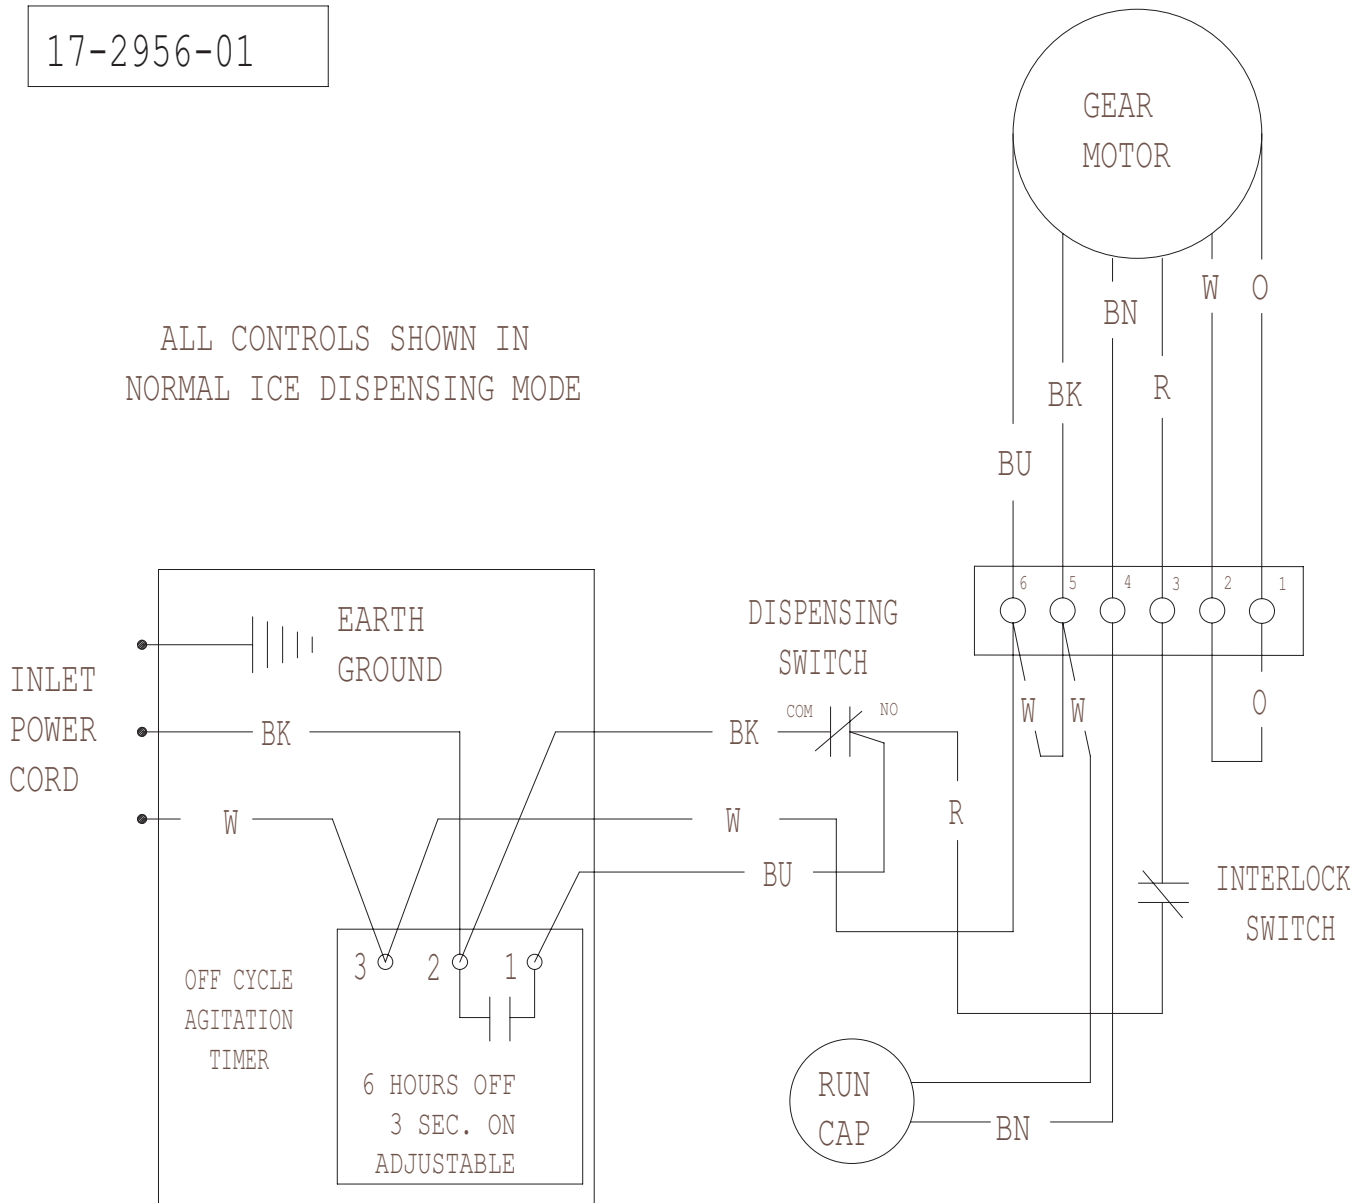 17-2956-01
GEAR
MOTOR
ALL CONTROLS SHOWN IN
NORMAL ICE DISPENSING MODE
W
O
BN
BK
R
BU
6
5
4
3
2
1
EARTH
GROUND
INLET
POWER
CORD
BK
W
DISPENSING
SWITCH
COM
NO
BK
W
BU
R
W
W
O
INTERLOCK
SWITCH
OFF CYCLE
AGITATION
TIMER
3
2
1
6 HOURS OFF
3 SEC. ON
ADJUSTABLE
RUN
CAP
BN